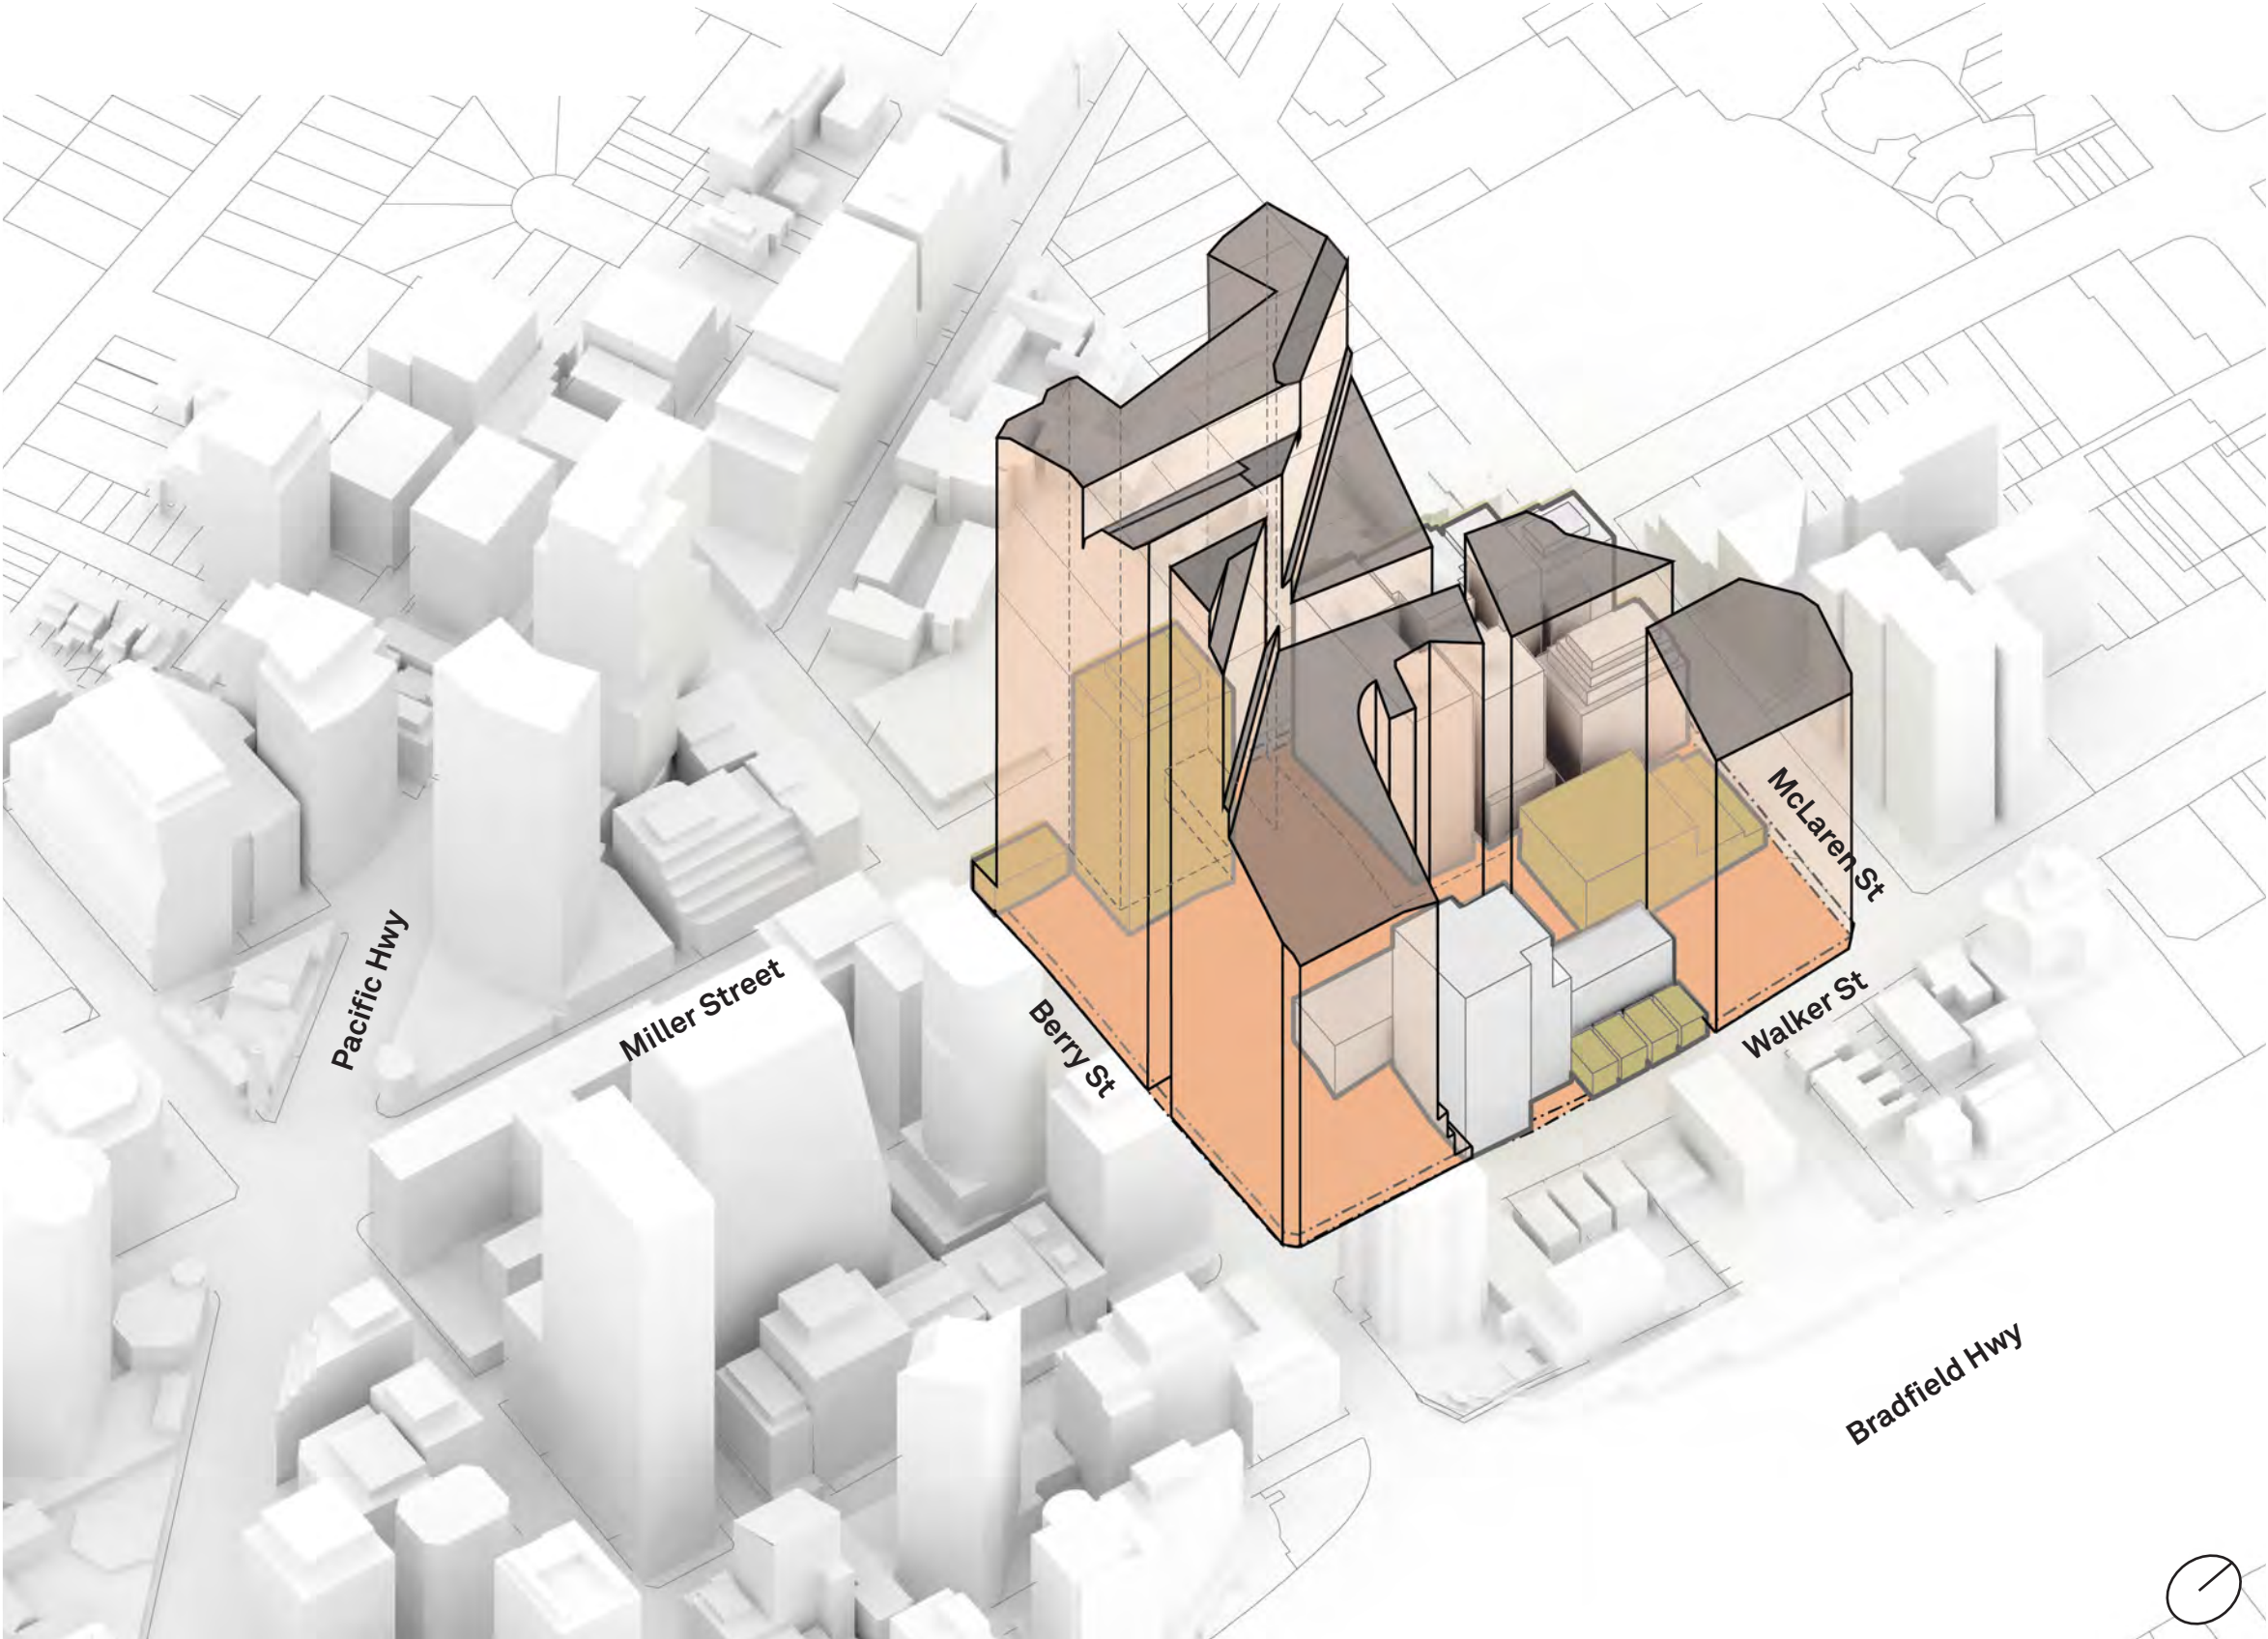 McLaren St
Pacific Hwy
Miller Street
Berry St
Walker St
Bradfield Hwy